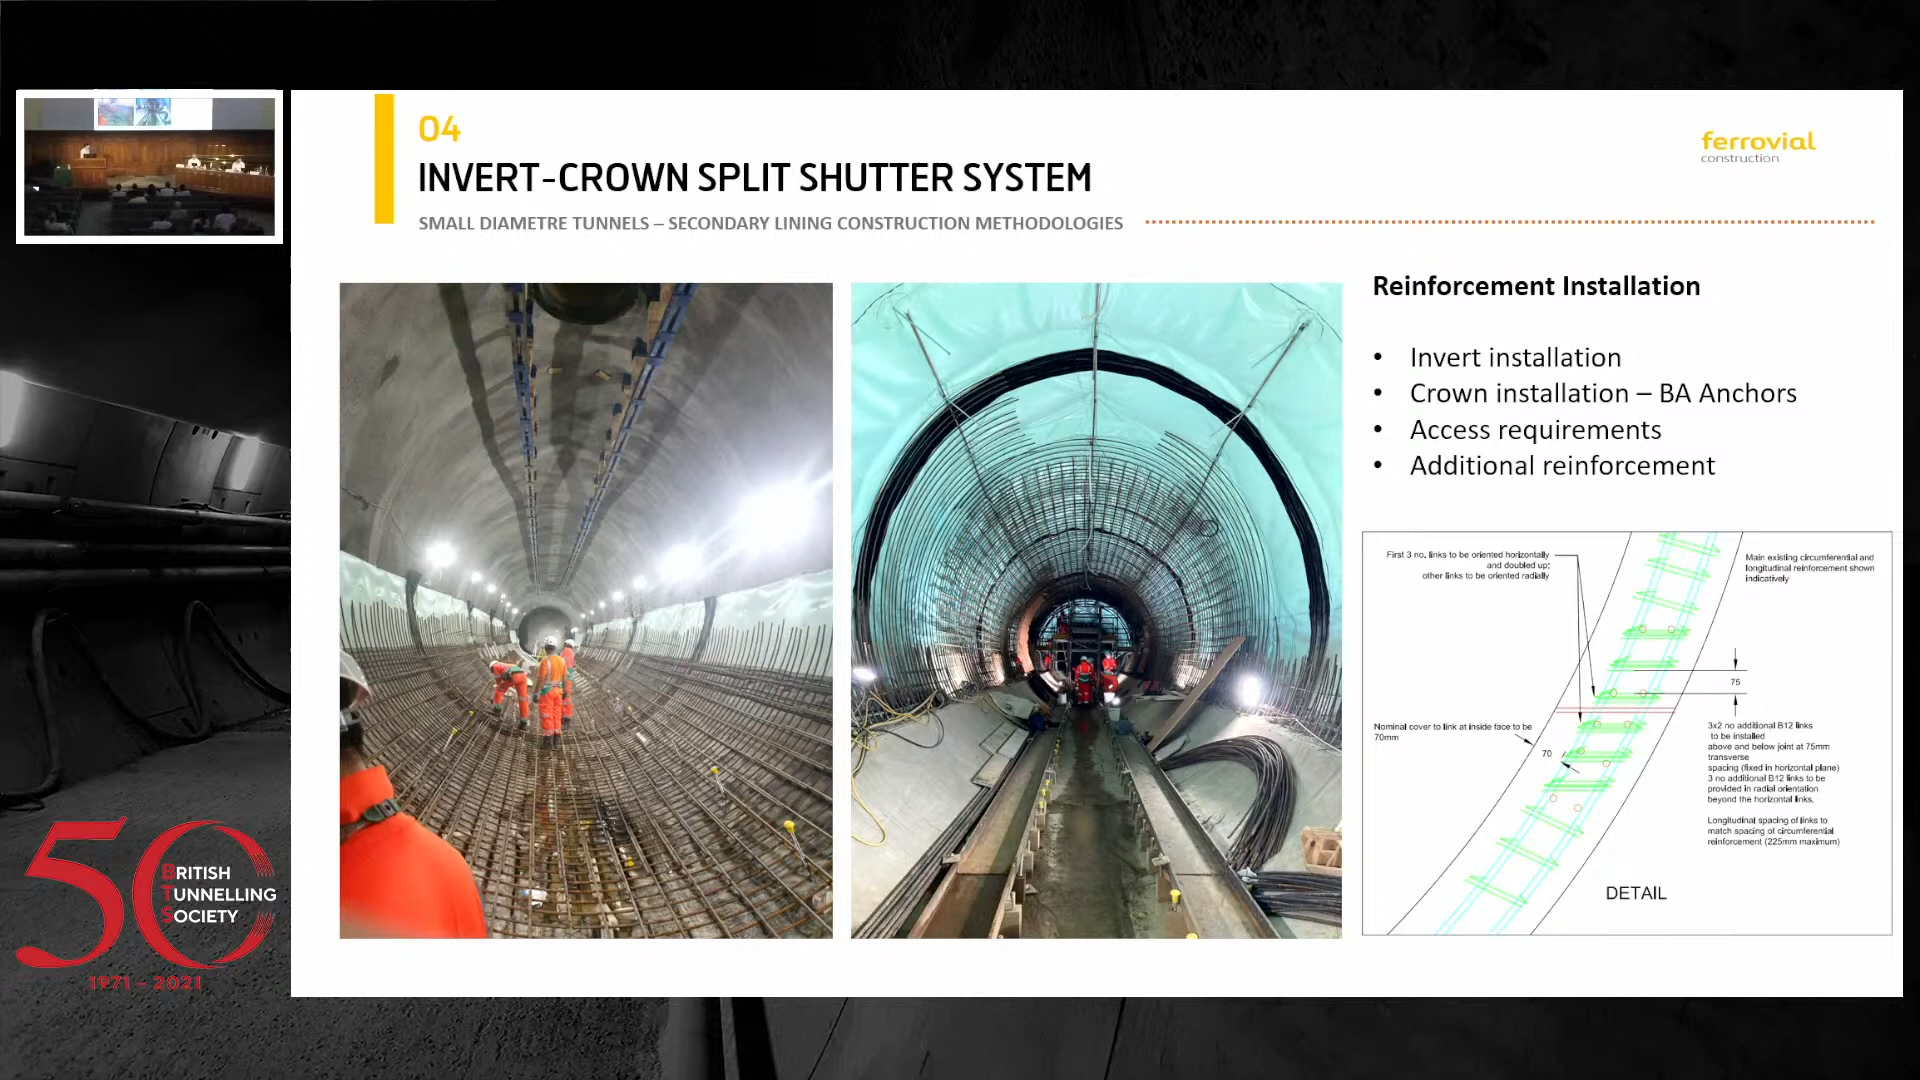 04
INVERT-CROWN SPLIT SHUTTER SYSTEM
SMALL DIAMETRE TUNNELS – SECONDARY LINING CONSTRUCTION METHODOLOGIES
ferrovial
construction
Reinforcement Installation
• Invert installation
• Crown installation – BA Anchors
• Access requirements
• Additional reinforcement
First 3 no. links to be oriented horizontally
and doubled up;
other links to be oriented radially
Main existing circumferential and
longitudinal reinforcement shown
indicatively
75
Nominal cover to link at inside face to be
70mm
70
3x2 no additional B12 links
to be installed
above and below joint at 75mm
transverse
spacing (fixed in horizontal plane)
3 no additional B12 links to be
provided in radial orientation
beyond the horizontal links.
Longitudinal spacing of links to
match spacing of circumferential
reinforcement (225mm maximum)
DETAIL
50
BRITISH
TUNNELLING
SOCIETY
1971 - 2021